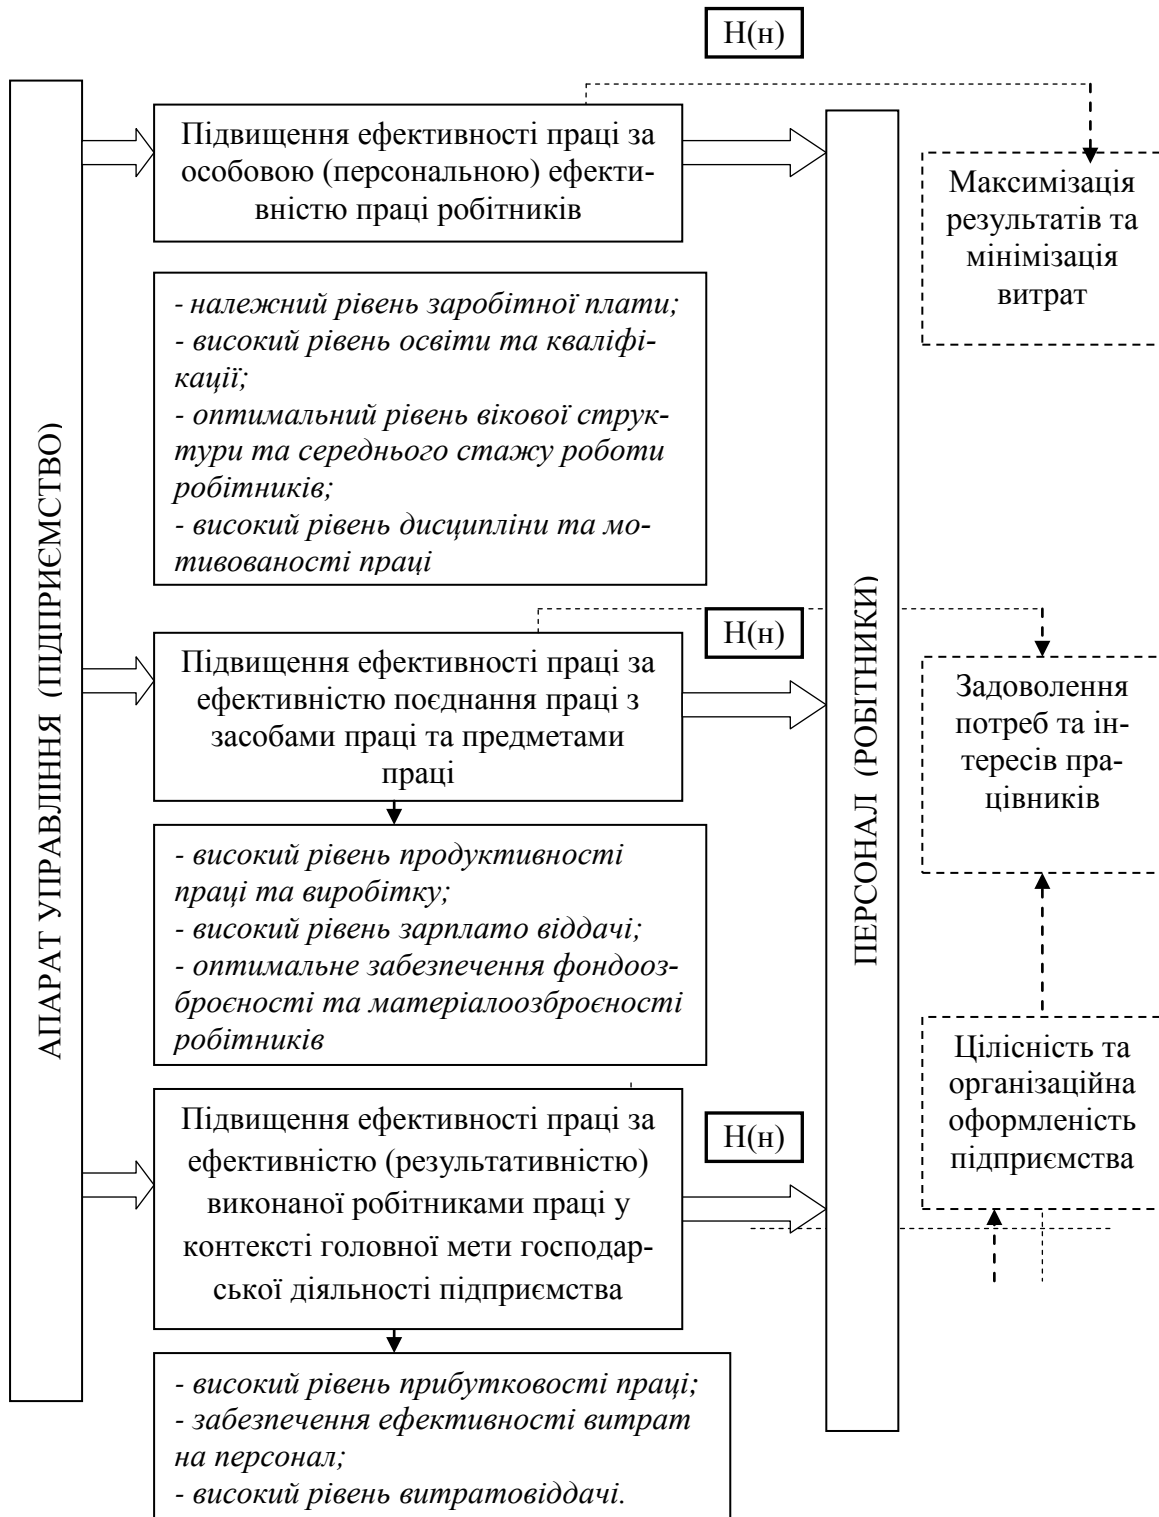 Н(н)
АПАРАТ УПРАВЛІННЯ (ПІДПРИЄМСТВО)
Підвищення ефективності праці за
особовою (персональною) ефекти-
вністю праці робітників
Максимізація
результатів та
мінімізація
витрат
- належний рівень заробітної плати;
- високий рівень освіти та кваліфі-
кації;
- оптимальний рівень вікової струк-
тури та середнього стажу роботи
робітників;
- високий рівень дисципліни та мо-
тивованості праці
ПЕРСОНАЛ (РОБІТНИКИ)
Н(н)
Підвищення ефективності праці за
ефективністю поєднання праці з
засобами праці та предметами
праці
Задоволення
потреб та ін-
тересів пра-
цівників
- високий рівень продуктивності
праці та виробітку;
- високий рівень зарплато віддачі;
- оптимальне забезпечення фондооз-
броєності та матеріалоозброєності
робітників
Цілісність та
організаційна
оформленість
підприємства
Н(н)
Підвищення ефективності праці за
ефективністю (результативністю)
виконаної робітниками праці у
контексті головної мети господар-
ської діяльності підприємства
- високий рівень прибутковості праці;
- забезпечення ефективності витрат
на персонал;
- високий рівень витратовіддачі.